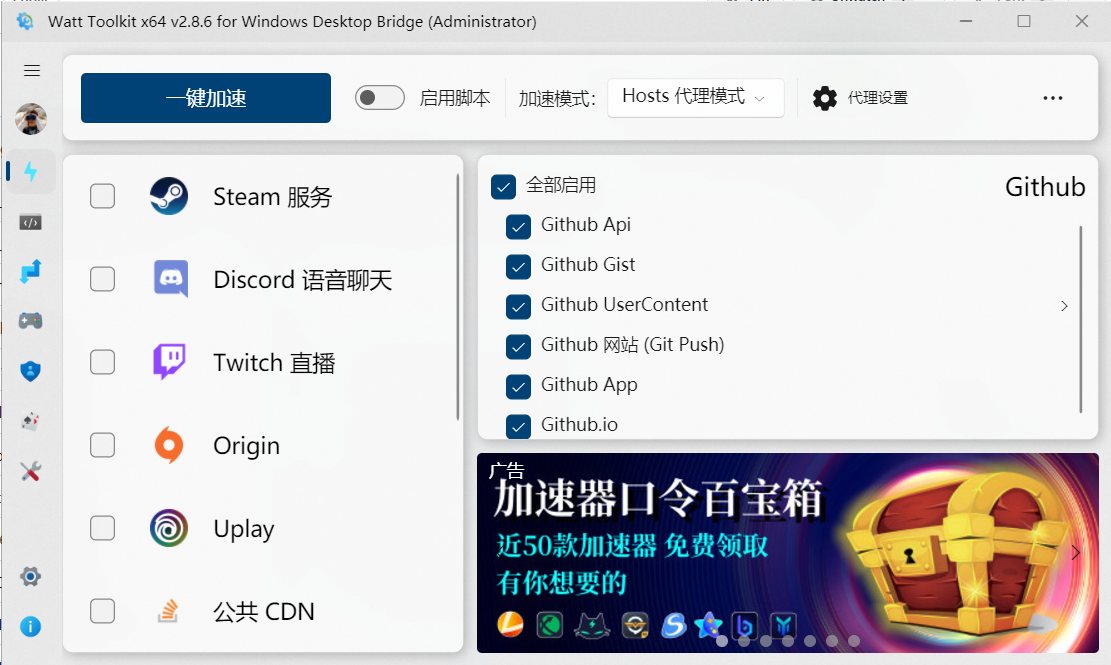 Watt Toolkit x64 v2.8.6 for Windows Desktop Bridge (Administrator)
一键加速
启用脚本
加速模式:
Hosts 代理模式
代理设置
Steam 服务
Discord 语音聊天
Twitch 直播
Origin
Uplay
公共 CDN
全部启用
Github
Github Api
Github Gist
Github UserContent
Github 网站 (Git Push)
Github App
Github.io
广告
加速器口令百宝箱
近50款加速器 免费领取
有你想要的